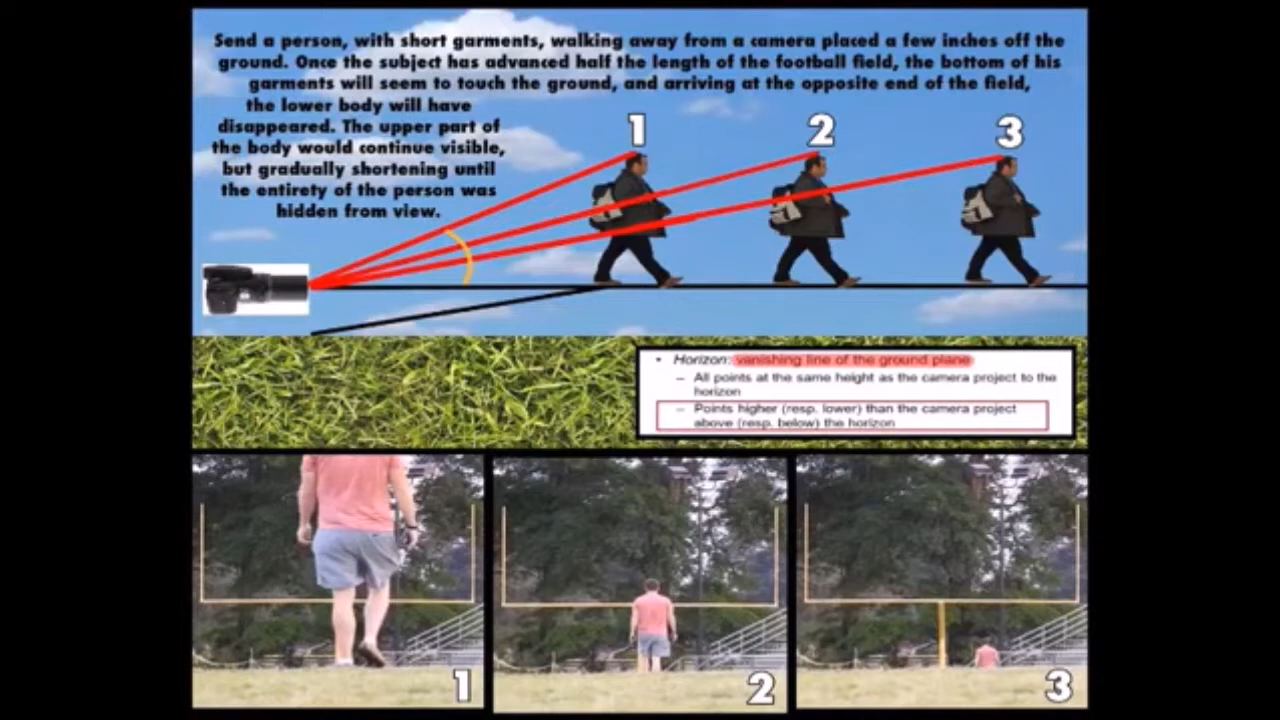 Send a person, with short garments, walking away from a camera placed a few inches off the
ground. Once the subject has advanced half the length of the football field, the bottom of his
garments will seem to touch the ground, and arriving at the opposite end of the field,
the lower body will have
disappeared. The upper part of
the body would continue visible,
but gradually shortening until
the entirety of the person was
hidden from view.
1 2 3
• Horizon: vanishing line of the ground plane
– All points at the same height as the camera project to the
horizon
– Points higher (resp. lower) than the camera project
above (resp. below) the horizon
1 2 3